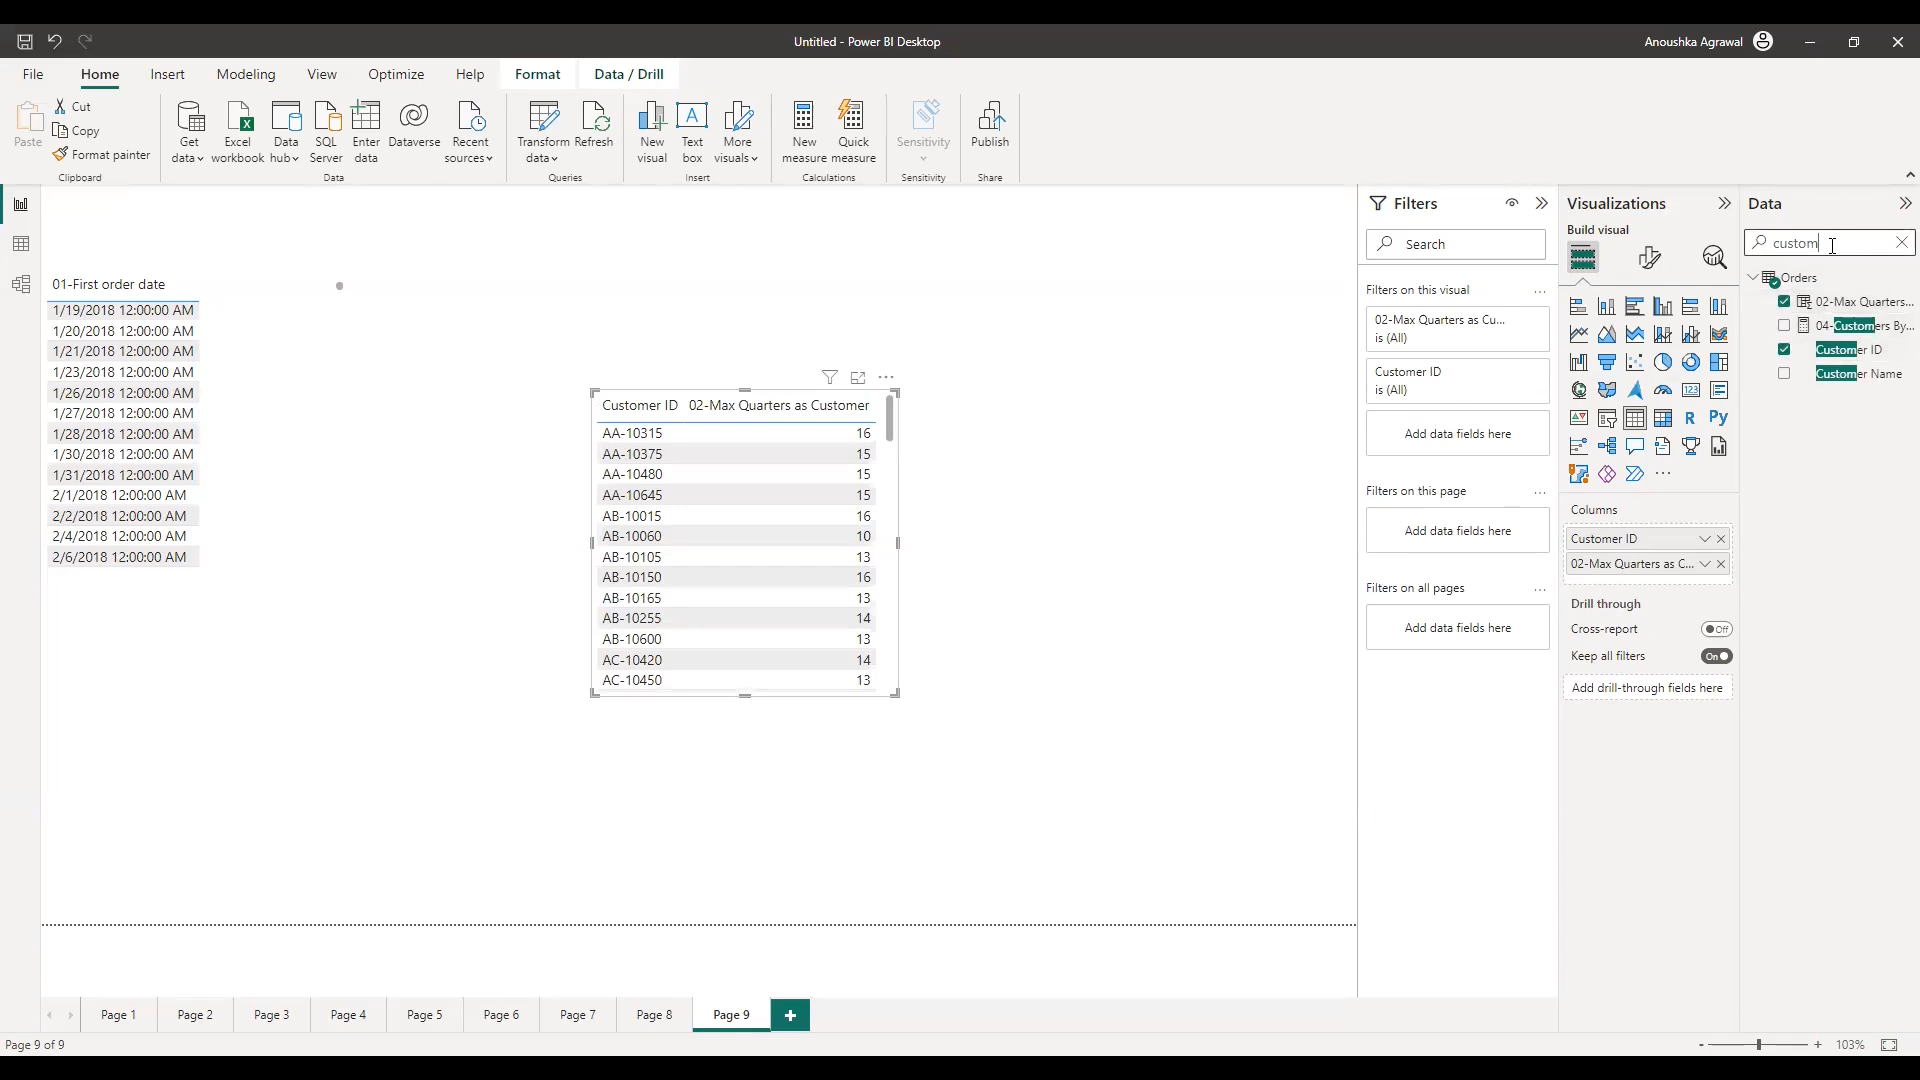 Untitled - Power BI Desktop
Anoushka Agrawal
File Home Insert Modeling View Optimize Help Format Data / Drill
Paste
Cut
Copy
Format painter
Clipboard
Get data
Excel workbook
Data hub
SQL Server
Enter data
Dataverse
Recent sources
Data
Transform data
Refresh
Queries
New visual
A
Text box
More visuals
Insert
New measure
Quick measure
Calculations
Sensitivity
Sensitivity
Publish
Share
01-First order date
1/19/2018 12:00:00 AM
1/20/2018 12:00:00 AM
1/21/2018 12:00:00 AM
1/23/2018 12:00:00 AM
1/26/2018 12:00:00 AM
1/27/2018 12:00:00 AM
1/28/2018 12:00:00 AM
1/30/2018 12:00:00 AM
1/31/2018 12:00:00 AM
2/1/2018 12:00:00 AM
2/2/2018 12:00:00 AM
2/4/2018 12:00:00 AM
2/6/2018 12:00:00 AM
Customer ID 02-Max Quarters as Customer
AA-10315 16
AA-10375 15
AA-10480 15
AA-10645 15
AB-10015 16
AB-10060 10
AB-10105 13
AB-10150 16
AB-10165 13
AB-10255 14
AB-10600 13
AC-10420 14
AC-10450 13
Filters
Search
Filters on this visual ...
02-Max Quarters as Cu...
is (All)
Customer ID
is (All)
Add data fields here
Filters on this page ...
Add data fields here
Filters on all pages ...
Add data fields here
Visualizations
Build visual
123
R
Py
...
Columns
Customer ID
02-Max Quarters as C...
Drill through
Cross-report Off
Keep all filters On
Add drill-through fields here
Data
custom
Orders
02-Max Quarters...
04-Customers By...
Customer ID
Customer Name
Page 1 Page 2 Page 3 Page 4 Page 5 Page 6 Page 7 Page 8 Page 9 +
Page 9 of 9
- + 103%